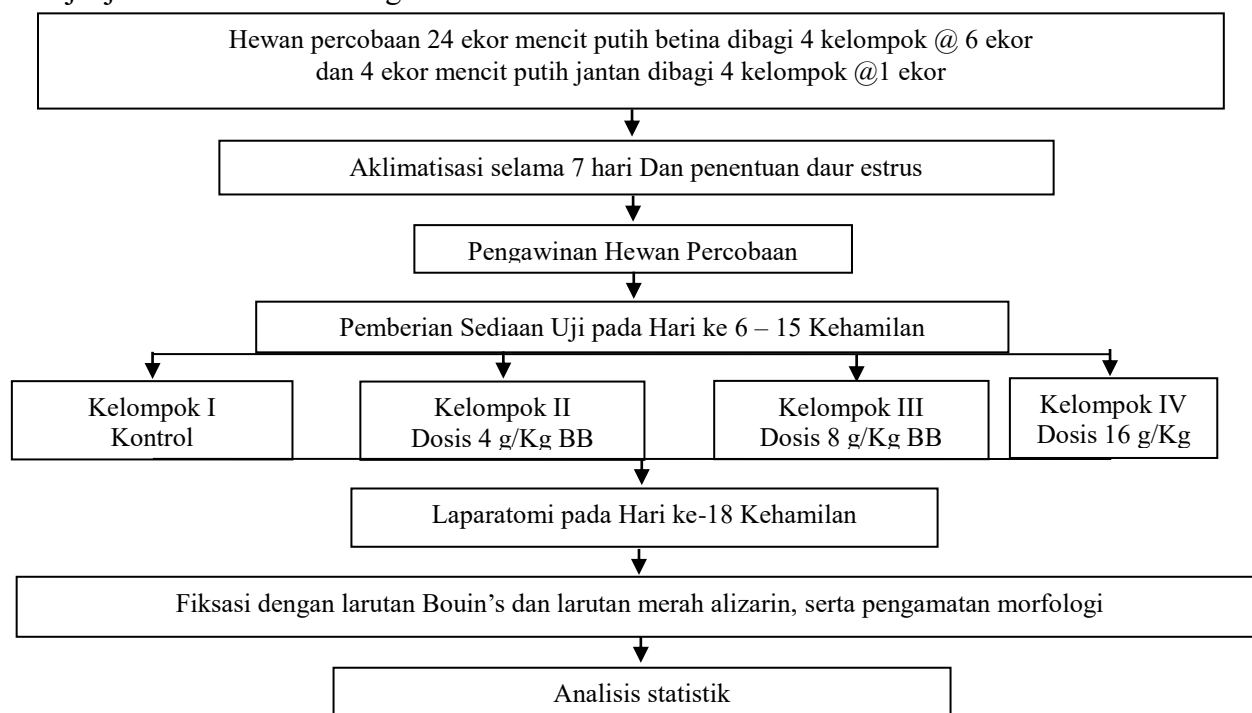 Hewan percobaan 24 ekor mencit putih betina dibagi 4 kelompok @ 6 ekor
dan 4 ekor mencit putih jantan dibagi 4 kelompok @1 ekor
Aklimatisasi selama 7 hari Dan penentuan daur estrus
Pengawinan Hewan Percobaan
Pemberian Sediaan Uji pada Hari ke 6 – 15 Kehamilan
Kelompok I
Kontrol
Kelompok II
Dosis 4 g/Kg BB
Kelompok III
Dosis 8 g/Kg BB
Kelompok IV
Dosis 16 g/Kg
Laparatomi pada Hari ke-18 Kehamilan
Fiksasi dengan larutan Bouin’s dan larutan merah alizarin, serta pengamatan morfologi
Analisis statistik